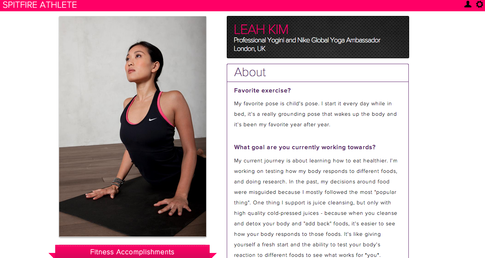 SPITFIRE ATHLETE
LEAH KIM
Professional Yogini and Nike Global Yoga Ambassador
London, UK
About
Favorite exercise?
My favorite pose is child's pose. I start it every day while in
bed, it's a really grounding pose that wakes up the body and
it's been my favorite year after year.
What goal are you currently working towards?
My current journey is about learning how to eat healthier. I'm
working on testing how my body responds to different foods,
and doing research. In the past, my decisions around food
were misguided because I mostly followed the most "popular
thing". One thing I support is juice cleansing, but only with
high quality cold-pressed juices - because when you cleanse
and detox your body and "add back" foods, it's easier to see
how your body responds to those foods. It's like giving
yourself a fresh start and the ability to test your body's
reaction to different foods to see what works for *you*.
Fitness Accomplishments